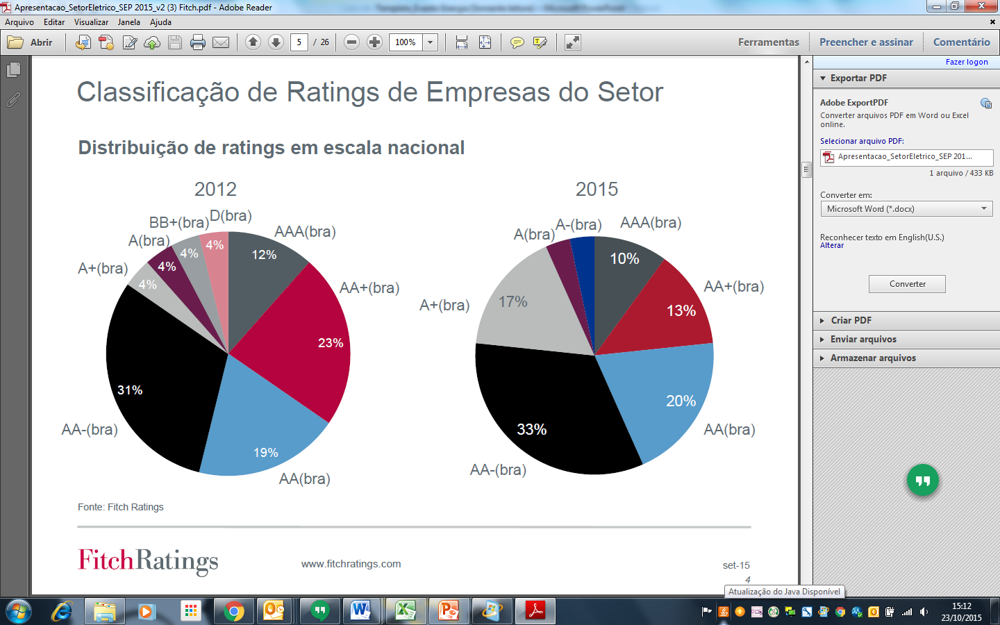 Apresentacao_SetorEletrico_SEP 2015_v2 (3) Fitch.pdf - Adobe Reader
Arquivo Editar Visualizar Janela Ajuda
Abrir 5 / 26 100% Ferramentas Preencher e assinar Comentário
Fazer logon
Exportar PDF
Adobe ExportPDF
Converter arquivos PDF em Word ou Excel
online.
Selecionar arquivo PDF:
Apresentacao_SetorEletrico_SEP 201...
1 arquivo / 433 KB
Converter em:
Microsoft Word (*.docx)
Reconhecer texto em English(U.S.)
Alterar
Converter
Criar PDF
Enviar arquivos
Armazenar arquivos
Classificação de Ratings de Empresas do Setor
Distribuição de ratings em escala nacional
2012
D(bra)
BB+(bra)
AAA(bra)
A(bra)
A+(bra)
AA+(bra)
AA-(bra)
AA(bra)
4%
4%
12%
4%
4%
23%
31%
19%
2015
A-(bra)
AAA(bra)
A(bra)
AA+(bra)
A+(bra)
AA(bra)
AA-(bra)
10%
17%
13%
20%
33%
Fonte: Fitch Ratings
FitchRatings
www.fitchratings.com
set-15
4
Atualização do Java Disponível
15:12
23/10/2015